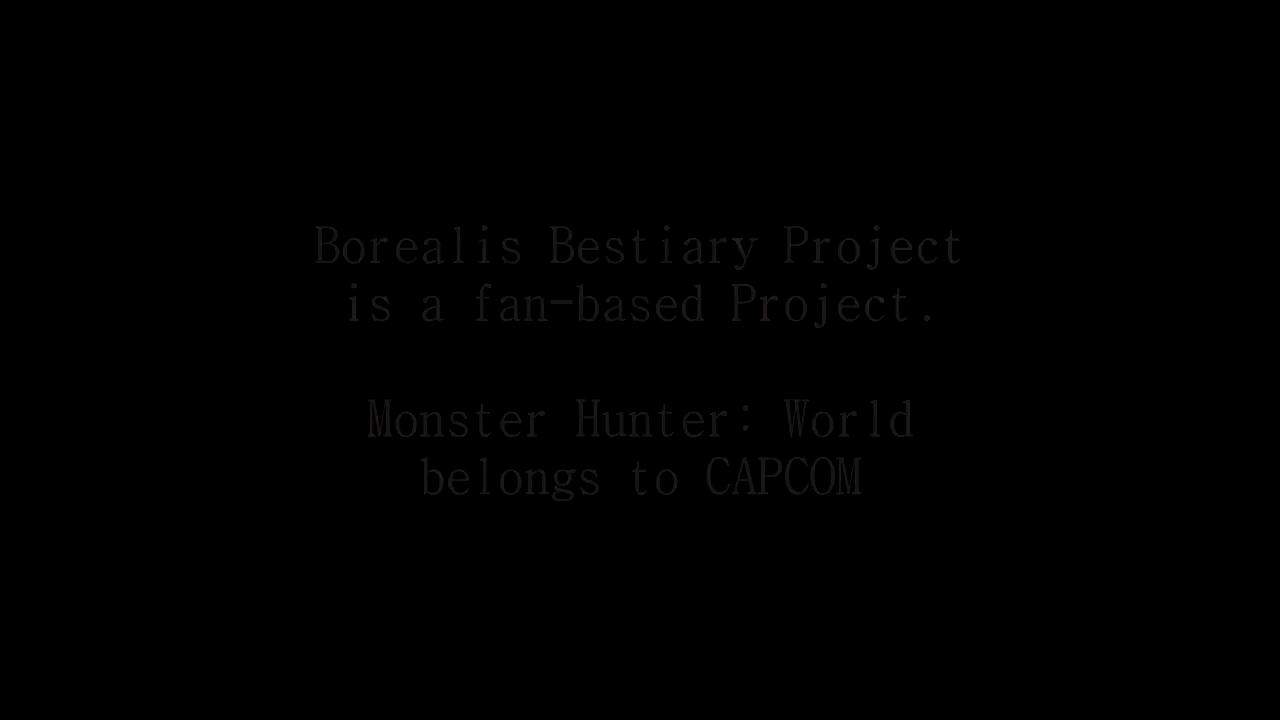 Borealis Bestiary Project
is a fan-based Project.
Monster Hunter: World
belongs to CAPCOM